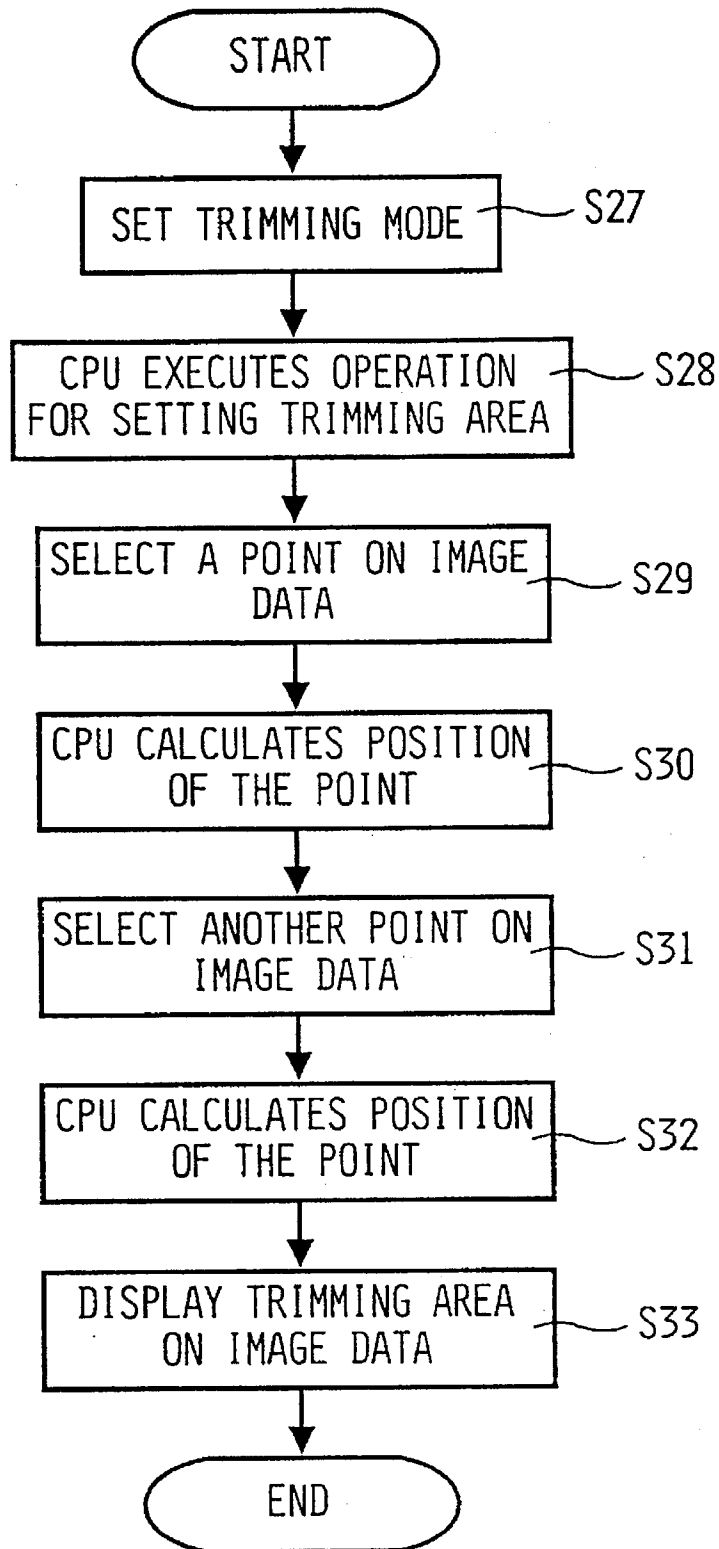 START
SET TRIMMING MODE
S27
CPU EXECUTES OPERATION
FOR SETTING TRIMMING AREA
S28
SELECT A POINT ON IMAGE
DATA
S29
CPU CALCULATES POSITION
OF THE POINT
S30
SELECT ANOTHER POINT ON
IMAGE DATA
S31
CPU CALCULATES POSITION
OF THE POINT
S32
DISPLAY TRIMMING AREA
ON IMAGE DATA
S33
END